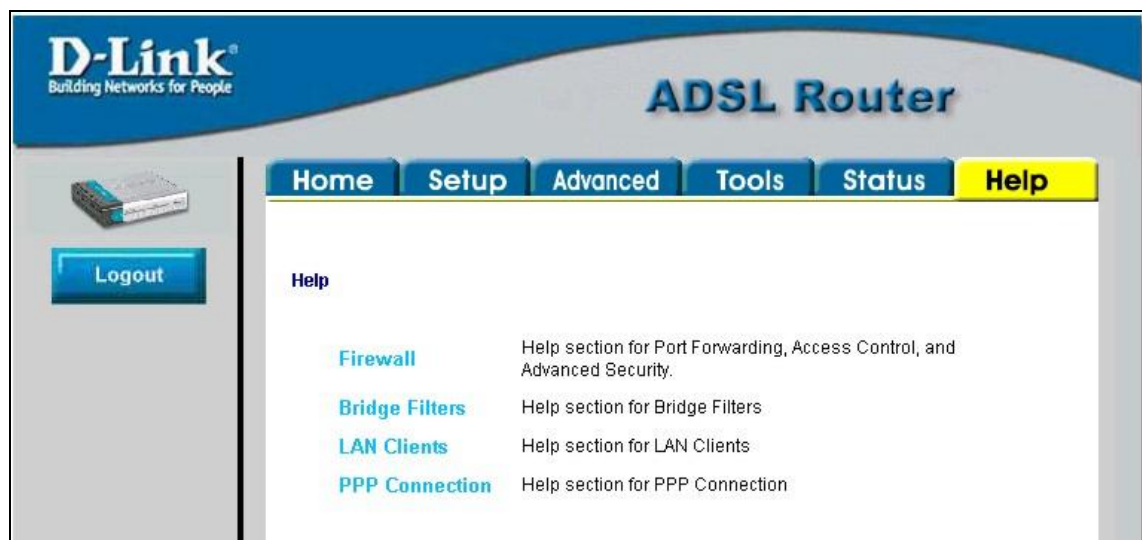 D-Link®
Building Networks for People
ADSL Router
Home Setup Advanced Tools Status Help
Logout
Help
Firewall Help section for Port Forwarding, Access Control, and
Advanced Security.
Bridge Filters Help section for Bridge Filters
LAN Clients Help section for LAN Clients
PPP Connection Help section for PPP Connection